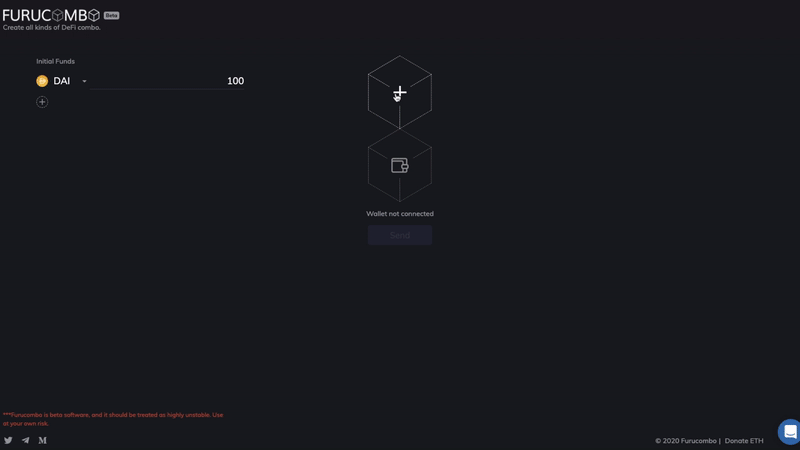 FURUCOMBO Beta
Create all kinds of DeFi combo.
Initial Funds
DAI 100
Wallet not connected
Send
***Furucombo is beta software, and it should be treated as highly unstable. Use
at your own risk.
© 2020 Furucombo | Donate ETH